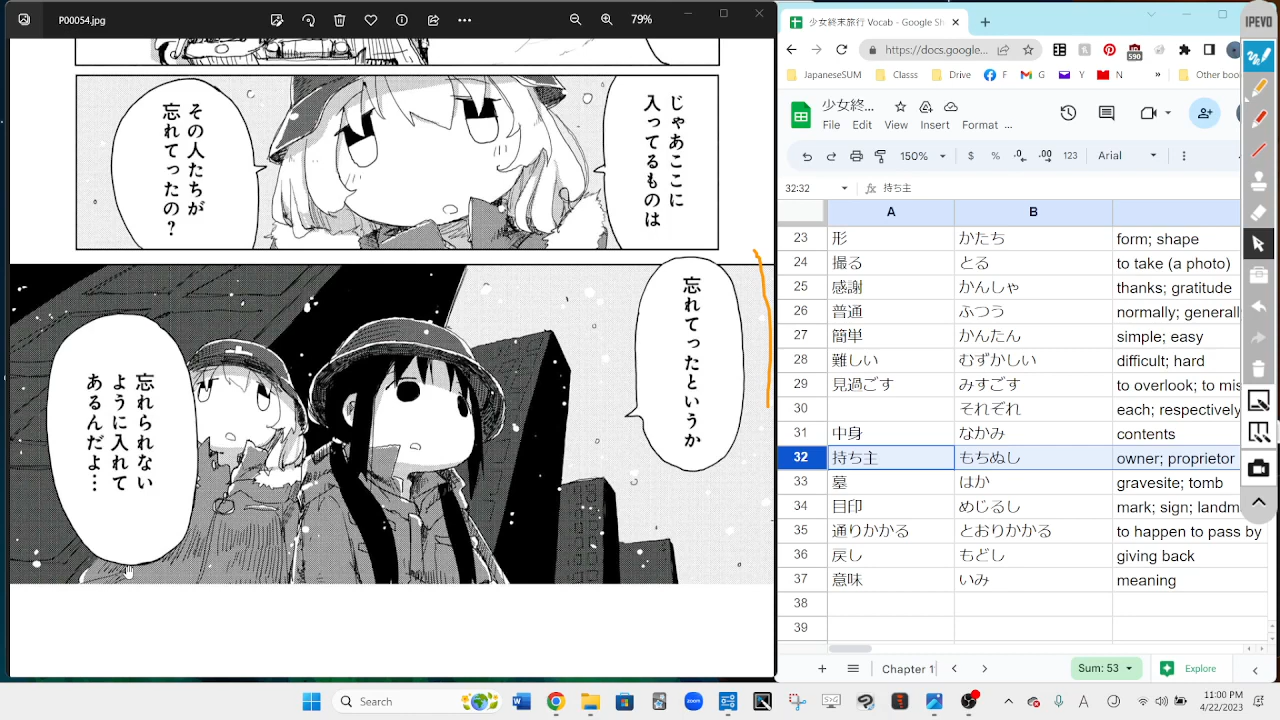 P00054.jpg
79%
じゃあここに
入ってるものは
その人たちが
忘れてったの？
忘れてったというか
忘れられない
ように入れて
あるんだよ…
少女終末旅行 Vocab - Google Sh
https://docs.google...
590
JapaneseSUM
Classs
Drive
F
G
Y
N
»
Other boo
IPEVO
少女終...
File Edit View Insert Format ...
150%
$ % .0 .00 123
Arial
32:32
fx 持ち主
A B
23 形 かたち form; shape
24 撮る とる to take (a photo)
25 感謝 かんしゃ thanks; gratitude
26 普通 ふつう normally; generall
27 簡単 かんたん simple; easy
28 難しい むずかしい difficult; hard
29 見過ごす みすごす to overlook; to mis
30 それぞれ ech; respectively
31 中身 なかみ contents
32 持ち主 もちぬし owner; proprietor
33 墓 はか gravesite; tomb
34 目印 めじるし mark; sign; landm
35 通りかかる とおりかかる to happen to pass by
36 戻し もどし giving back
37 意味 いみ meaning
38
39
Chapter 1
Sum: 53
Explore
Search
zoom
A
11:00 PM
4/22/2023